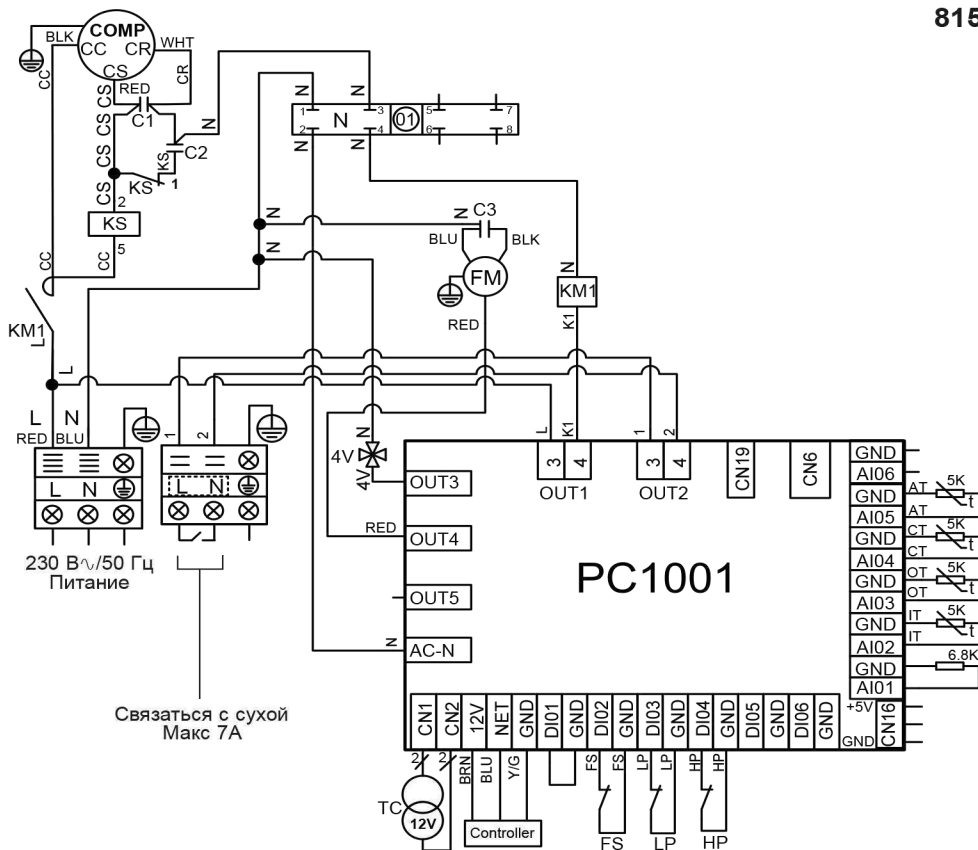 815
COMP
BLK
CC
CR
WHT
CS
RED
C1
CC
CS
CS
CS
CR
N
C2
KS
KS
1
CS
2
KS
5
CC
CC
1
3
N
01
5
7
2
4
6
8
N
N
N
N
C3
BLU
BLK
FM
RED
N
N
KM1
K1
KM1
L
L
L
N
RED
BLU
L
N
1
2
L
N
230 В∿/50 Гц
Питание
Связаться с сухой
Макс 7А
N
4V
4V
L
K1
1
2
3
4
3
4
OUT1
OUT2
CN19
CN6
OUT3
RED
OUT4
OUT5
N
AC-N
PC1001
GND
AI06
GND
AT
5K
t
AI05
AT
GND
CT
5K
t
AI04
CT
GND
OT
5K
t
AI03
OT
GND
IT
5K
t
AI02
IT
GND
6.8K
AI01
+5V
CN16
GND
CN1
CN2
12V
NET
GND
DI01
GND
DI02
GND
DI03
GND
DI04
GND
DI05
GND
DI06
GND
2
2
BRN
BLU
Y/G
FS
FS
LP
LP
HP
HP
TC
12V
Controller
FS
LP
HP